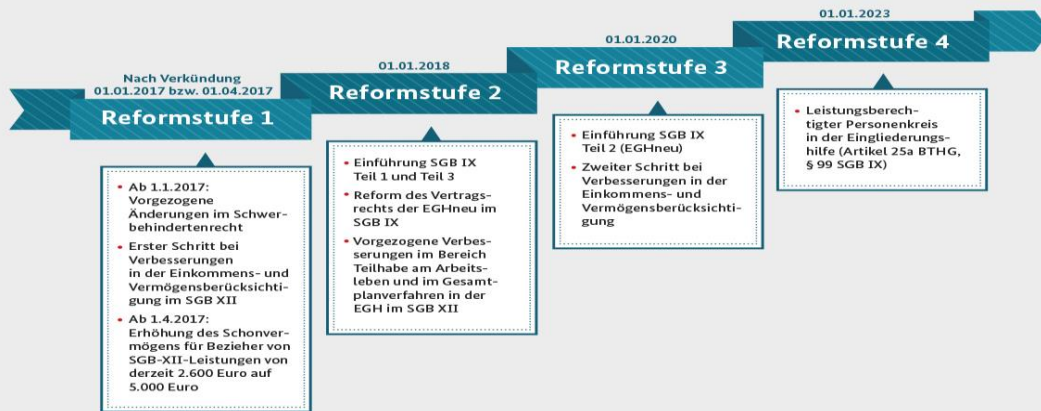 Nach Verkündung
01.01.2017 bzw. 01.04.2017
Reformstufe 1
• Ab 1.1.2017:
Vorgezogene
Änderungen im Schwer-
behindertenrecht
• Erster Schritt bei
Verbesserungen
in der Einkommens- und
Vermögensberücksichti-
gung im SGB XII
• Ab 1.4.2017:
Erhöhung des Schonver-
mögens für Bezieher von
SGB-XII-Leistungen von
derzeit 2.600 Euro auf
5.000 Euro
01.01.2018
Reformstufe 2
• Einführung SGB IX
Teil 1 und Teil 3
• Reform des Vertrags-
rechts der EGHneu im
SGB IX
• Vorgezogene Verbes-
serungen im Bereich
Teilhabe am Arbeits-
leben und im Gesamt-
planverfahren in der
EGH im SGB XII
01.01.2020
Reformstufe 3
• Einführung SGB IX
Teil 2 (EGHneu)
• Zweiter Schritt bei
Verbesserungen in der
Einkommens- und
Vermögensberücksichti-
gung
01.01.2023
Reformstufe 4
• Leistungsberech-
tigter Personenkreis
in der Eingliederungs-
hilfe (Artikel 25a BTHG,
§ 99 SGB IX)